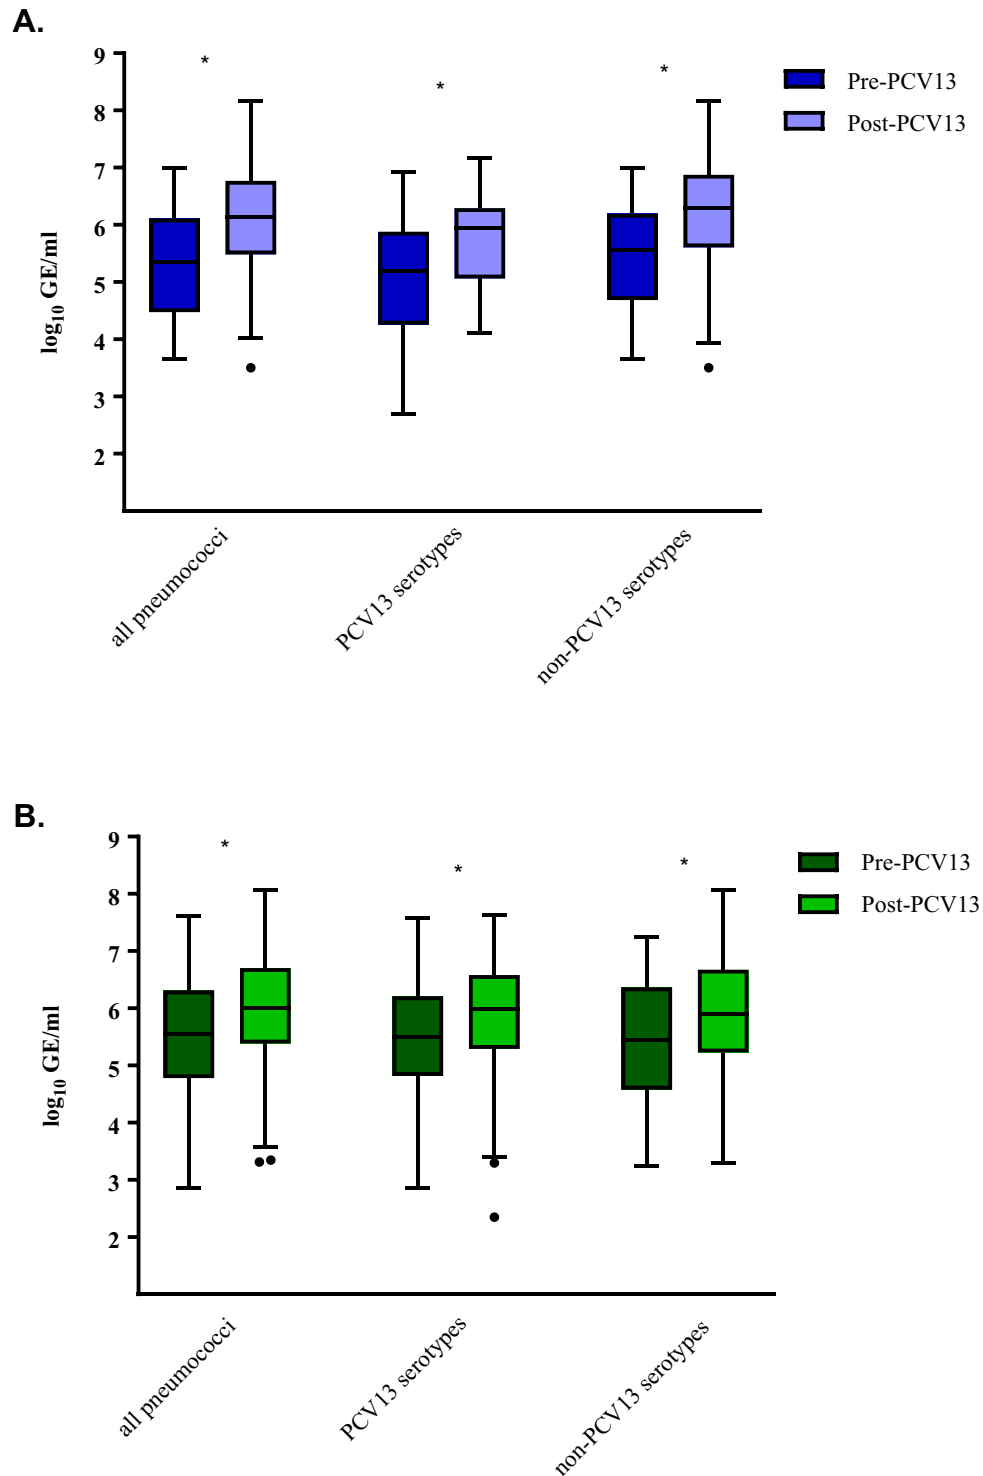 A.
*
*
*
9
8
7
6
5
4
3
2
log10 GE/ml
Pre-PCV13
Post-PCV13
all pneumococci
PCV13 serotypes
non-PCV13 serotypes
B.
*
*
*
9
8
7
6
5
4
3
2
log10 GE/ml
Pre-PCV13
Post-PCV13
all pneumococci
PCV13 serotypes
non-PCV13 serotypes